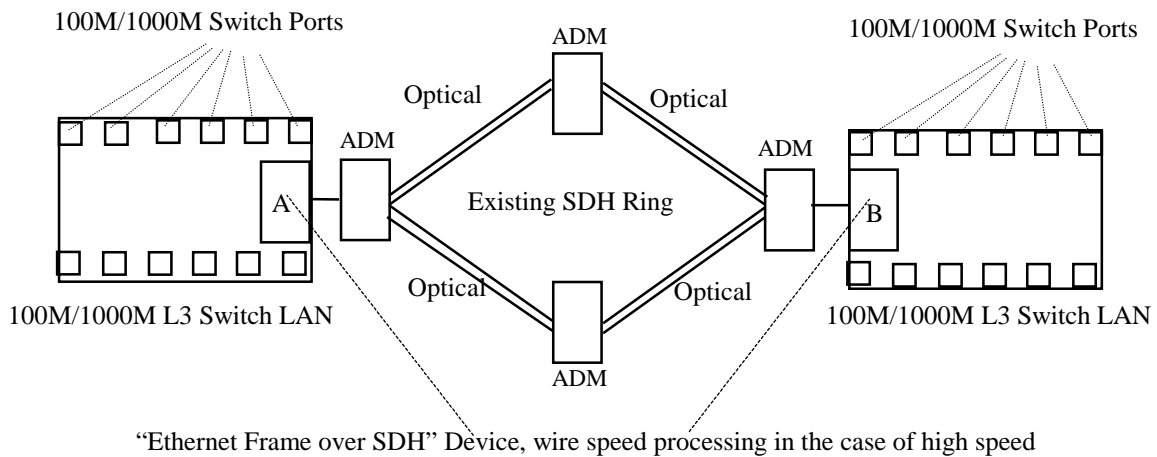 100M/1000M Switch Ports
ADM
100M/1000M Switch Ports
Optical
Optical
ADM
ADM
A
Existing SDH Ring
B
Optical
Optical
100M/1000M L3 Switch LAN
100M/1000M L3 Switch LAN
ADM
“Ethernet Frame over SDH” Device, wire speed processing in the case of high speed